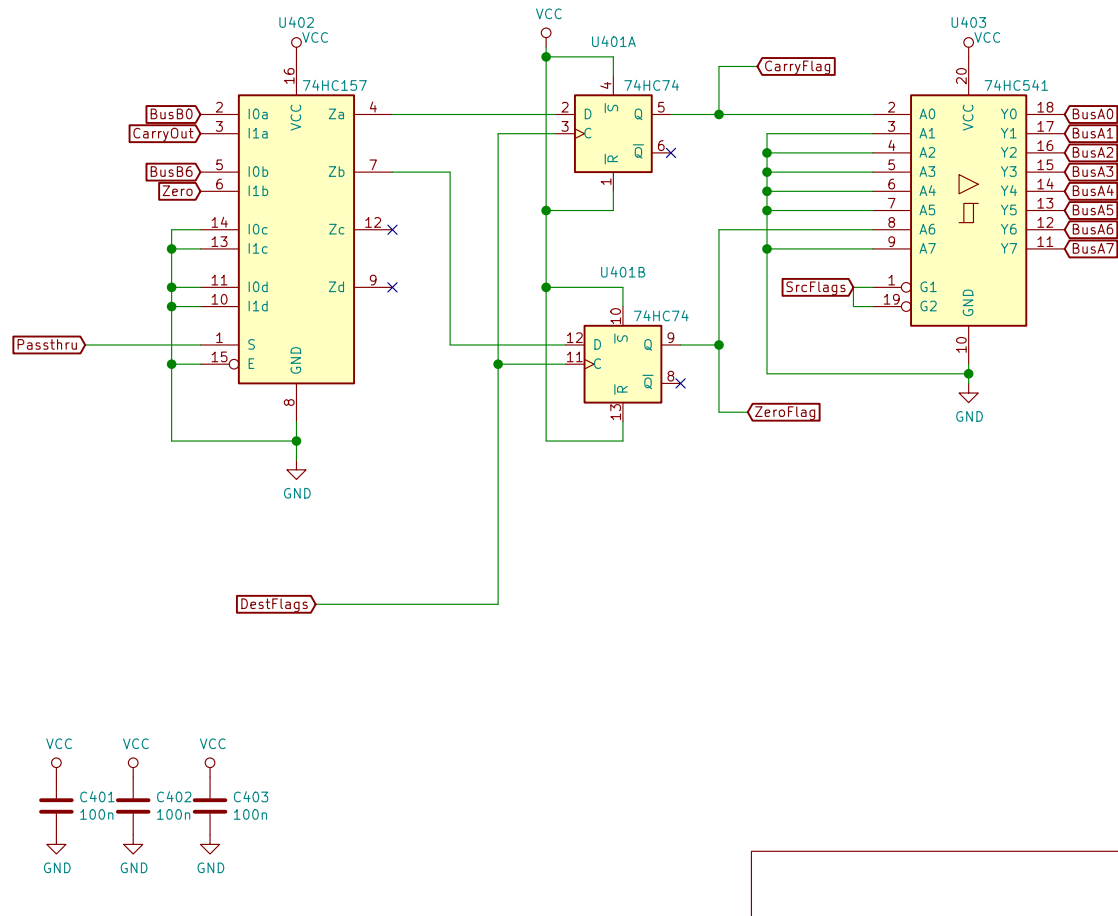 U402
VCC
16
74HC157
BusB0 2 I0a VCC Za 4
CarryOut 3 I1a
BusB6 5 I0b Zb 7
Zero 6 I1b
14 I0c Zc 12
13 I1c
11 I0d Zd 9
10 I1d
Passthru 1 S
15 E GND
8
GND
VCC
U401A
4
74HC74
2 D S Q 5
3 C
R Q 6
1
CarryFlag
U401B
10
74HC74
12 D S Q 9
11 C
R Q 8
13
ZeroFlag
DestFlags
U403
VCC
20
74HC541
2 A0 VCC Y0 18 BusA0
3 A1 Y1 17 BusA1
4 A2 Y2 16 BusA2
5 A3 Y3 15 BusA3
6 A4 Y4 14 BusA4
7 A5 Y5 13 BusA5
8 A6 Y6 12 BusA6
9 A7 Y7 11 BusA7
SrcFlags 1 G1
19 G2 GND
10
GND
VCC VCC VCC
C401 C402 C403
100n 100n 100n
GND GND GND